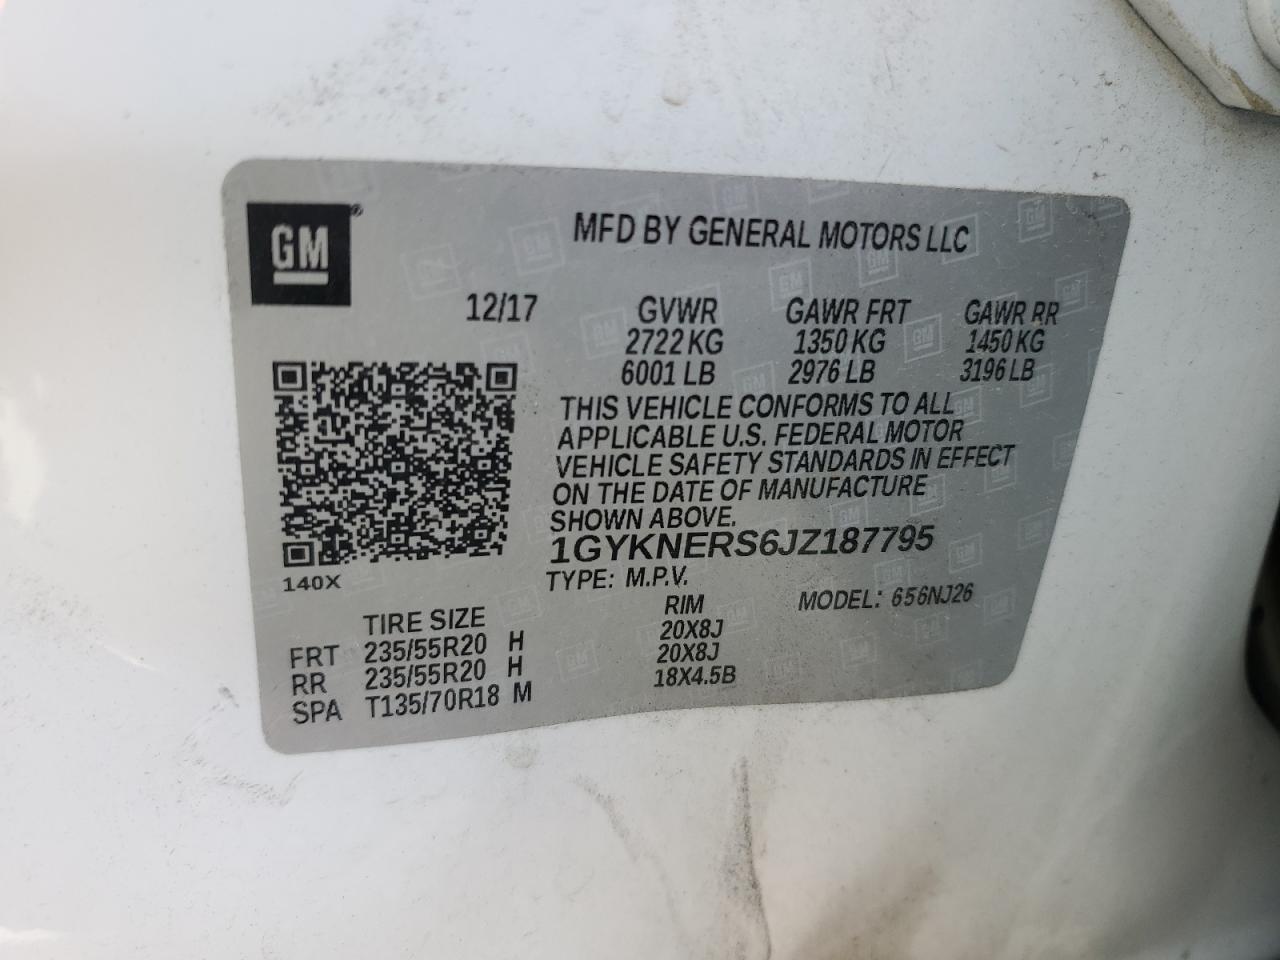 GM®
MFD BY GENERAL MOTORS LLC
12/17 GVWR GAWR FRT GAWR RR
2722 KG 1350 KG 1450 KG
6001 LB 2976 LB 3196 LB
THIS VEHICLE CONFORMS TO ALL
APPLICABLE U.S. FEDERAL MOTOR
VEHICLE SAFETY STANDARDS IN EFFECT
ON THE DATE OF MANUFACTURE
SHOWN ABOVE.
1GYKNERS6JZ187795
140X
TYPE: M.P.V. MODEL: 656NJ26
TIRE SIZE RIM
FRT 235/55R20 H 20X8J
RR 235/55R20 H 20X8J
SPA T135/70R18 M 18X4.5B